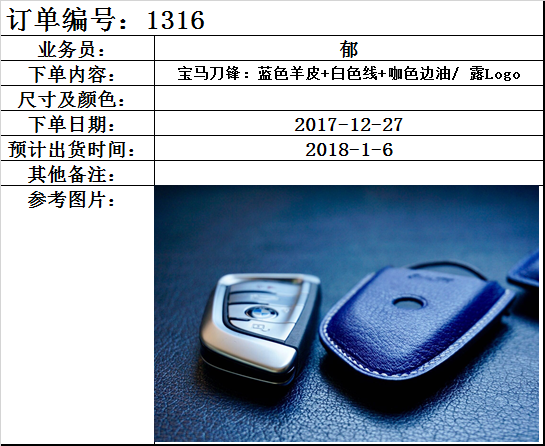 订单编号：1316
业务员：郁
下单内容：宝马刀锋：蓝色羊皮+白色线+咖色边油/ 露Logo
尺寸及颜色：
下单日期：2017-12-27
预计出货时间：2018-1-6
其他备注：
参考图片：